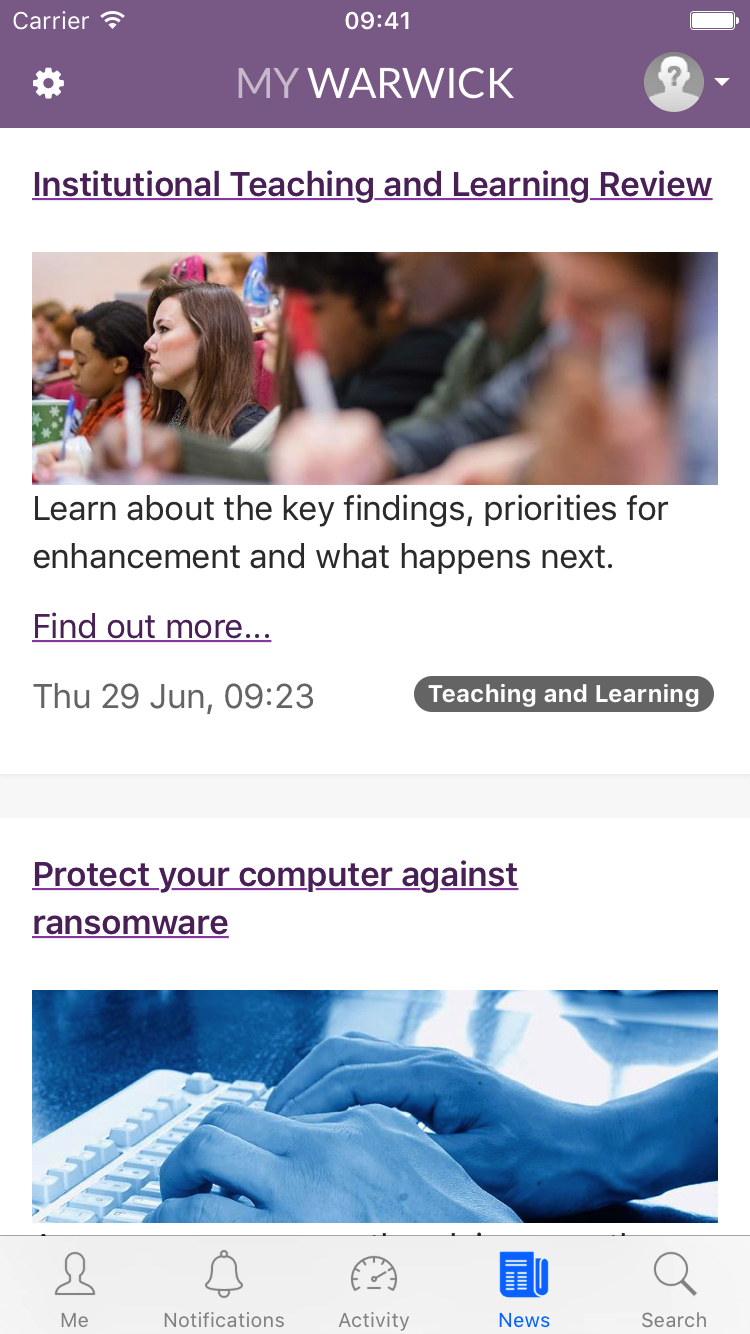 Carrier 09:41
MY WARWICK
Institutional Teaching and Learning Review
Learn about the key findings, priorities for
enhancement and what happens next.
Find out more...
Thu 29 Jun, 09:23 Teaching and Learning
Protect your computer against
ransomware
Me Notifications Activity News Search